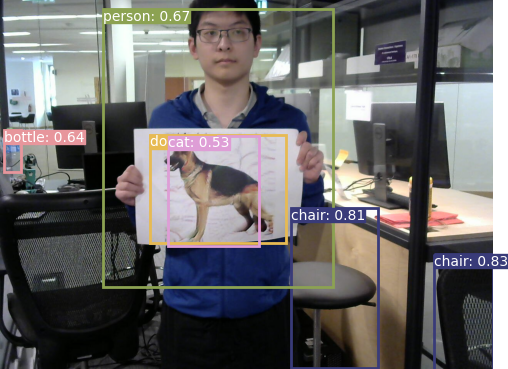 person: 0.67
bottle: 0.64
do
cat: 0.53
chair: 0.81
chair: 0.83